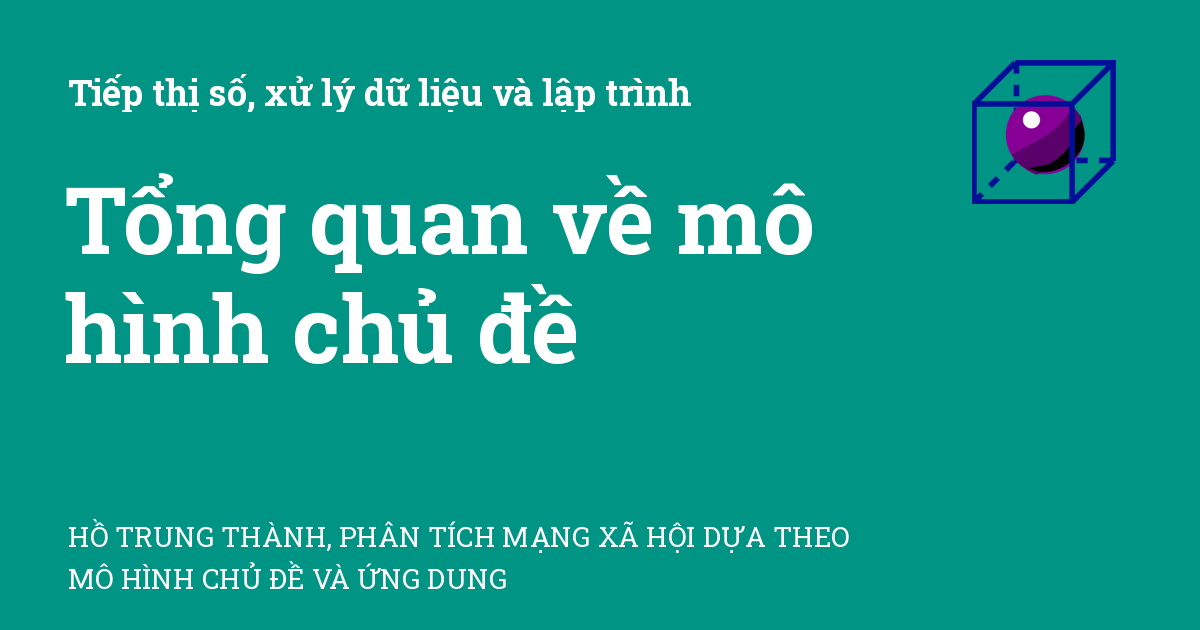 Tiếp thị số, xử lý dữ liệu và lập trình
Tổng quan về mô
hình chủ đề
HỒ TRUNG THÀNH, PHÂN TÍCH MẠNG XÃ HỘI DỰA THEO
MÔ HÌNH CHỦ ĐỀ VÀ ỨNG DUNG